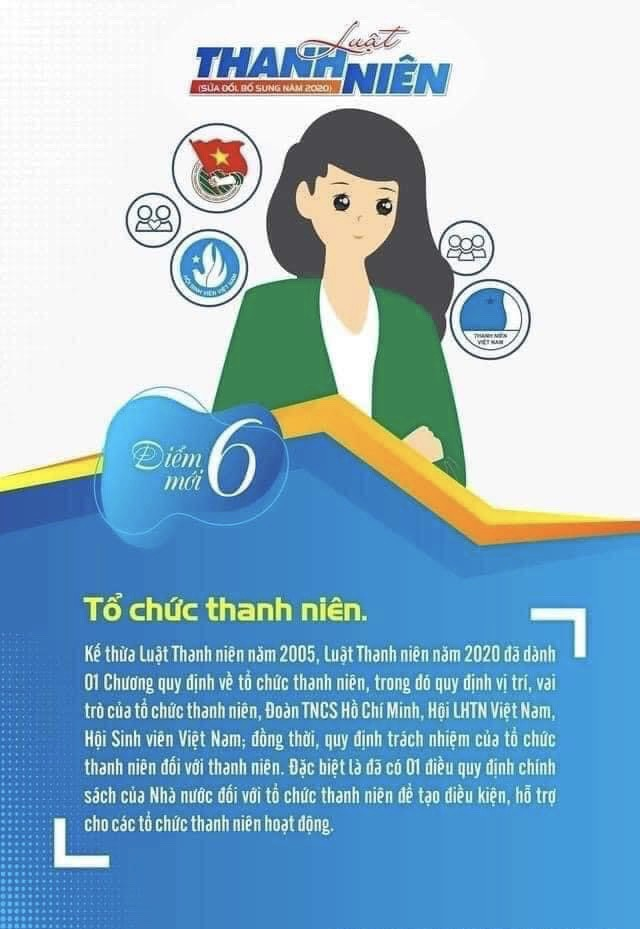 Luật
THANH
NIÊN
(SỬA ĐỔI, BỔ SUNG NĂM 2020)
HỘI SINH VIÊN VIỆT NAM
THANH NIÊN
VIỆT NAM
Điểm
mới
6
Tổ chức thanh niên.
Kế thừa Luật Thanh niên năm 2005, Luật Thanh niên năm 2020 đã dành
01 Chương quy định về tổ chức thanh niên, trong đó quy định vị trí, vai
trò của tổ chức thanh niên, Đoàn TNCS Hồ Chí Minh, Hội LHTN Việt Nam,
Hội Sinh viên Việt Nam; đồng thời, quy định trách nhiệm của tổ chức
thanh niên đối với thanh niên. Đặc biệt là đã có 01 điều quy định chính
sách của Nhà nước đối với tổ chức thanh niên để tạo điều kiện, hỗ trợ
cho các tổ chức thanh niên hoạt động.